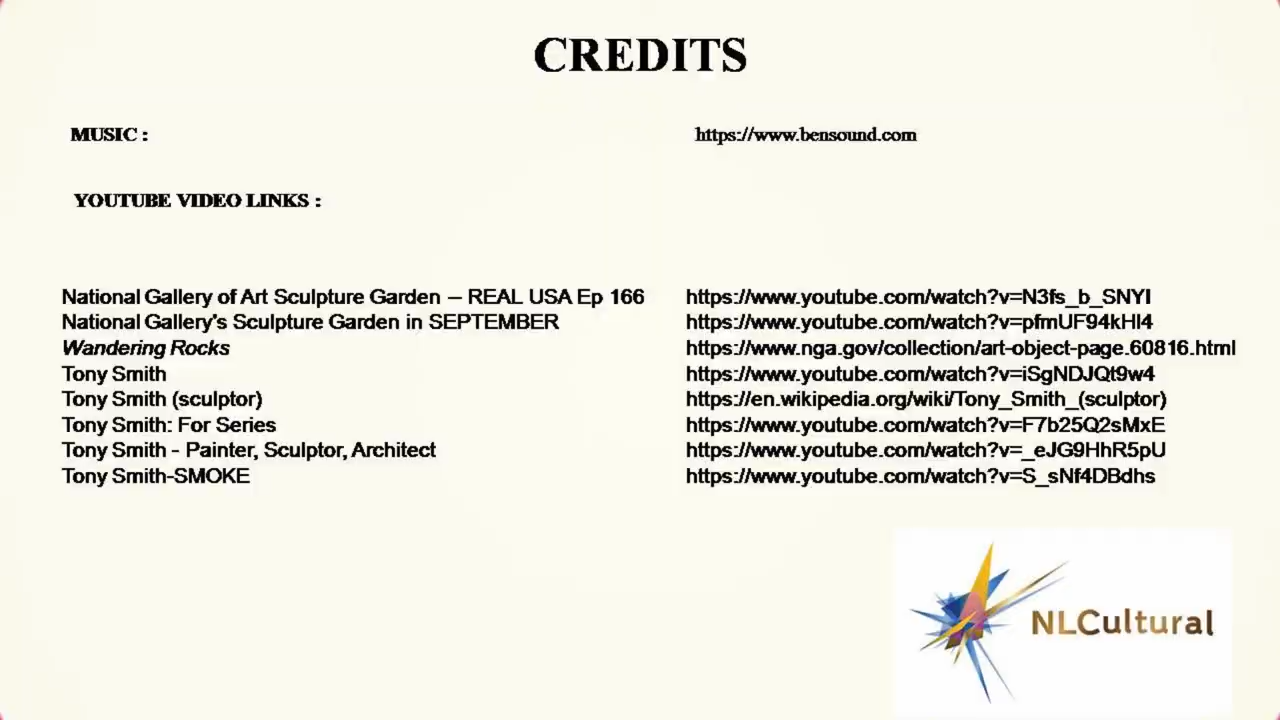 CREDITS
MUSIC : https://www.bensound.com
YOUTUBE VIDEO LINKS :
National Gallery of Art Sculpture Garden – REAL USA Ep 166 https://www.youtube.com/watch?v=N3fs_b_SNYI
National Gallery's Sculpture Garden in SEPTEMBER https://www.youtube.com/watch?v=pfmUF94kHI4
Wandering Rocks https://www.nga.gov/collection/art-object-page.60816.html
Tony Smith https://www.youtube.com/watch?v=iSgNDJQt9w4
Tony Smith (sculptor) https://en.wikipedia.org/wiki/Tony_Smith_(sculptor)
Tony Smith: For Series https://www.youtube.com/watch?v=F7b25Q2sMxE
Tony Smith - Painter, Sculptor, Architect https://www.youtube.com/watch?v=_eJG9HhR5pU
Tony Smith-SMOKE https://www.youtube.com/watch?v=S_sNf4DBdhs
NLCultural